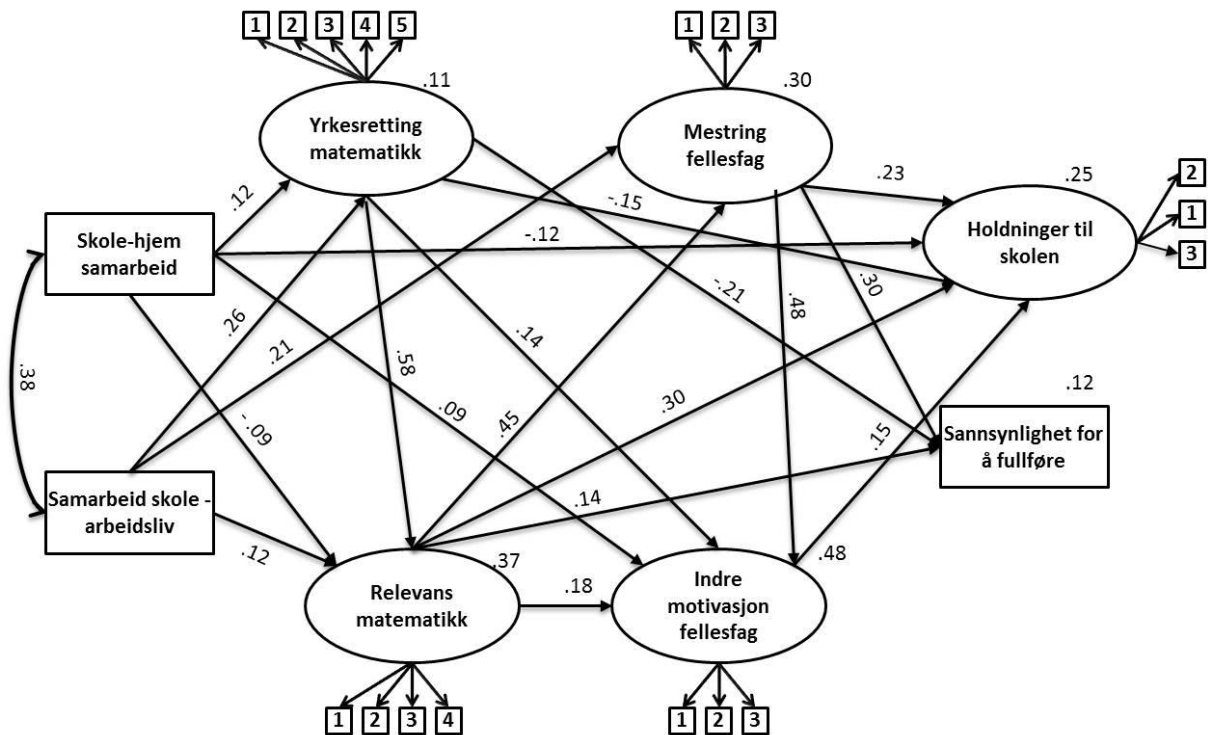 1 2 3 4 5
1 2 3
.11
.30
Yrkesretting
matematikk
Mestring
fellesfag
.12
.23
.25
2
1
3
-.15
Holdninger til
skolen
Skole-hjem
samarbeid
-.12
.26
.21
-.21
.30
.48
.14
.58
.38
-.09
.09
.45
.30
.15
.12
Sannsynlighet for
å fullføre
.14
Samarbeid skole -
arbeidsliv
.12
.37
.48
Relevans
matematikk
.18
Indre
motivasjon
fellesfag
1 2 3 4
1 2 3